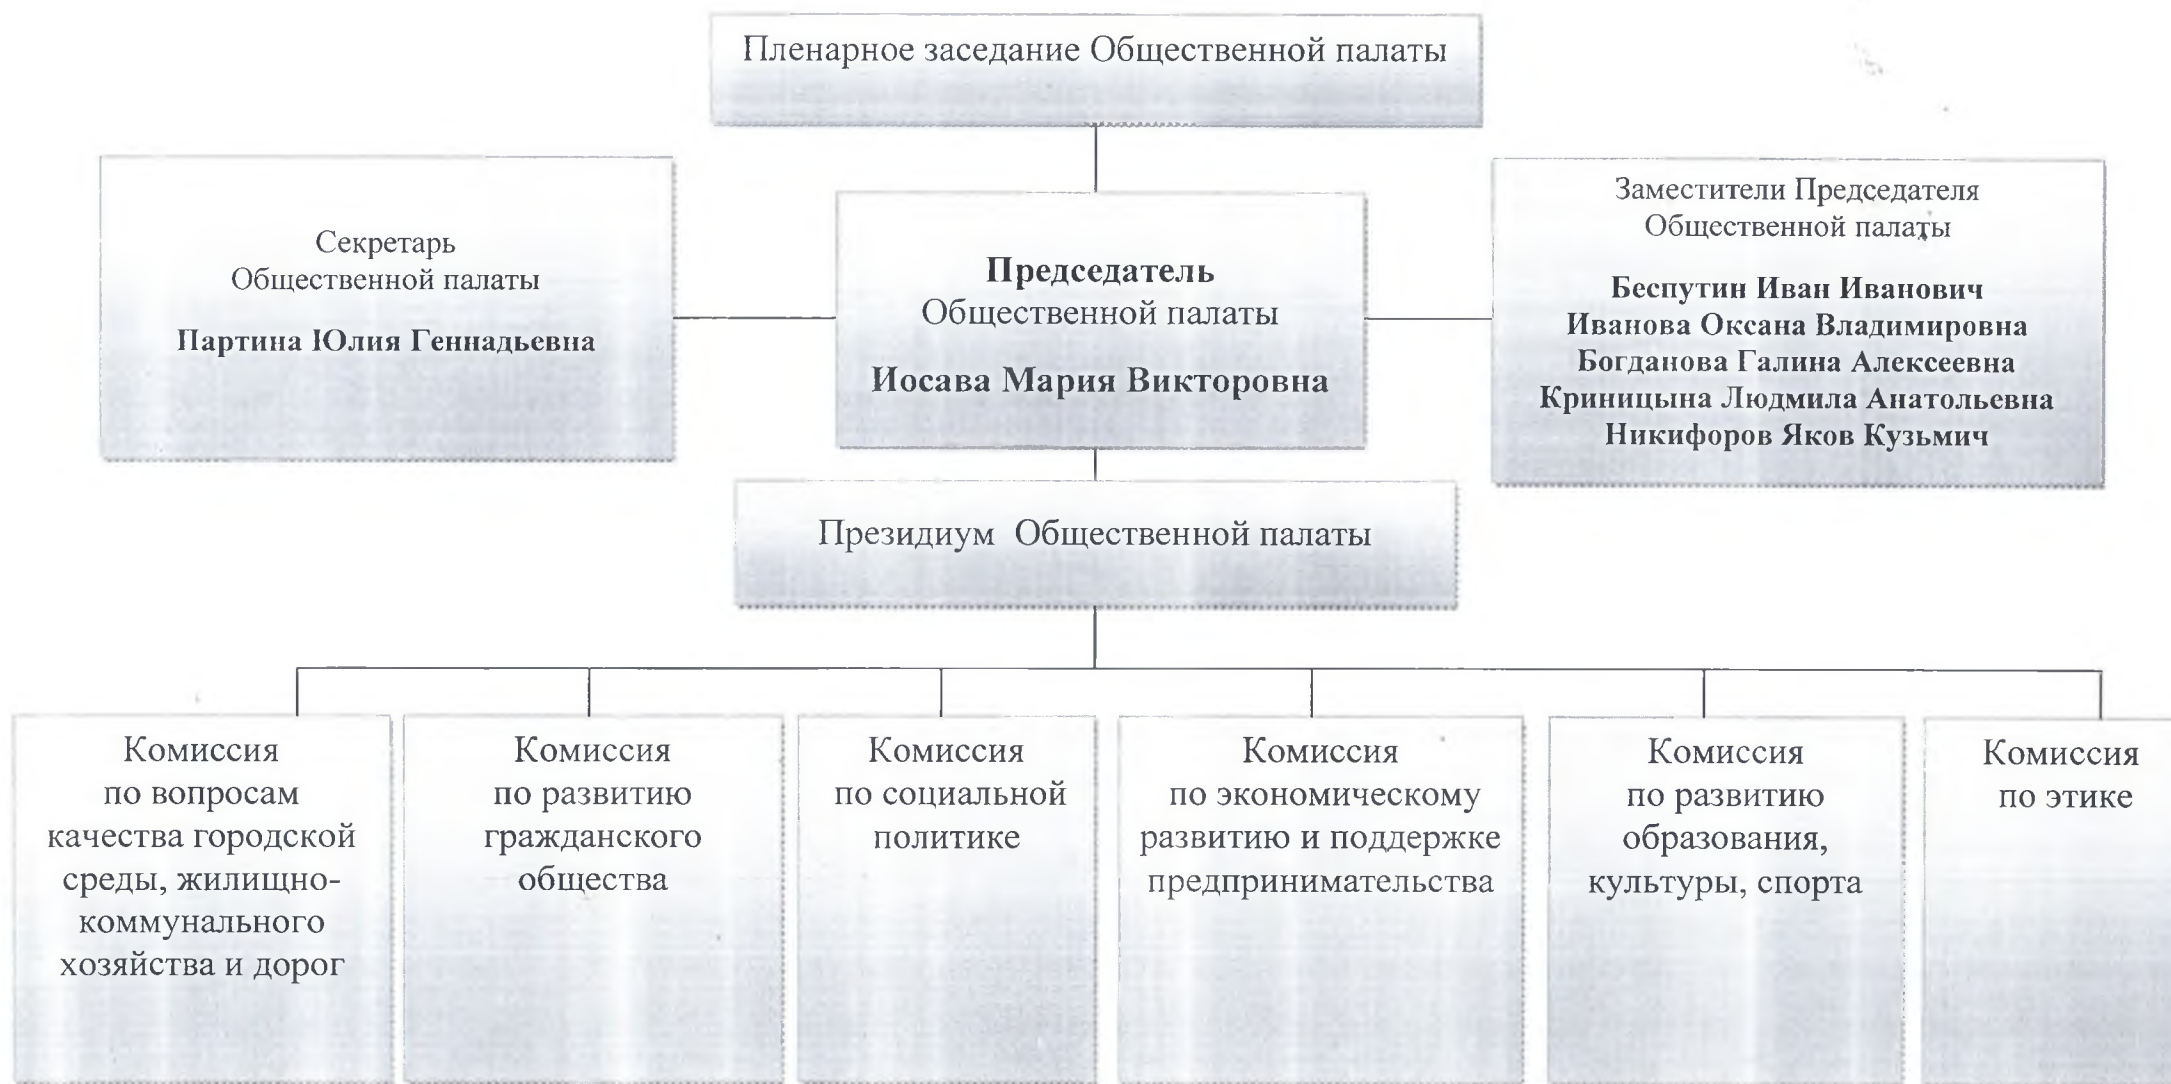 Пленарное заседание Общественной палаты
Секретарь
Общественной палаты
Партина Юлия Геннадьевна
Председатель
Общественной палаты
Иосава Мария Викторовна
Заместители Председателя
Общественной палаты
Беспутин Иван Иванович
Иванова Оксана Владимировна
Богданова Галина Алексеевна
Криницына Людмила Анатольевна
Никифоров Яков Кузьмич
Президиум Общественной палаты
Комиссия
по вопросам
качества городской
среды, жилищно-
коммунального
хозяйства и дорог
Комиссия
по развитию
гражданского
общества
Комиссия
по социальной
политике
Комиссия
по экономическому
развитию и поддержке
предпринимательства
Комиссия
по развитию
образования,
культуры, спорта
Комиссия
по этике